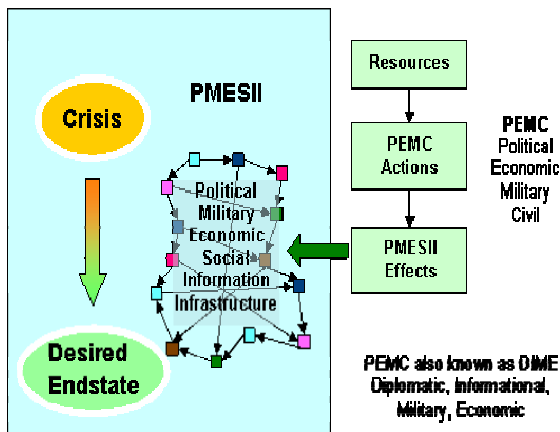 PMESII
Crisis
Political
Military
Economic
Social
Information
Infrastructure
Desired
Endstate
Resources
PEMC
Actions
PMESII
Effects
PEMC
Political
Economic
Military
Civil
PEMC also known as DIME
Diplomatic, Informational,
Military, Economic